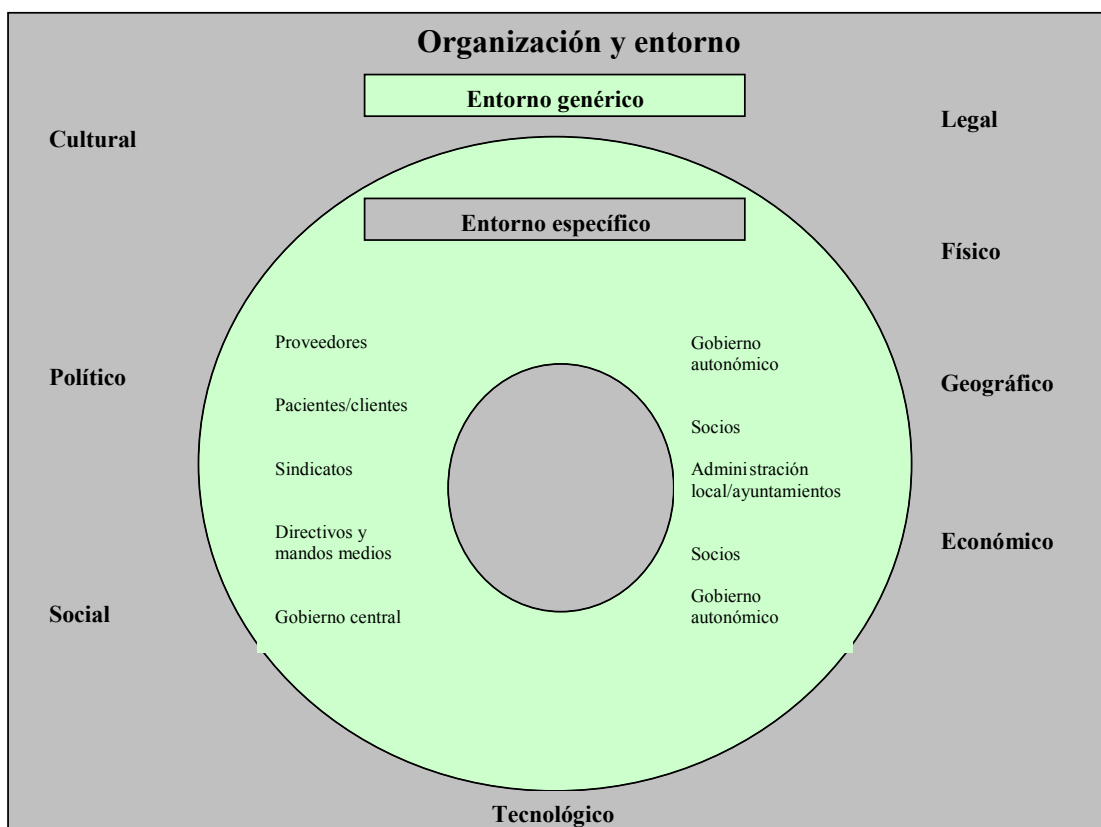 Organización y entorno
Entorno genérico
Cultural
Legal
Entorno específico
Físico
Político
Geográfico
Social
Económico
Proveedores
Pacientes/clientes
Sindicatos
Directivos y
mandos medios
Gobierno central
Gobierno
autonómico
Socios
Administración
local/ayuntamientos
Socios
Gobierno
autonómico
Tecnológico